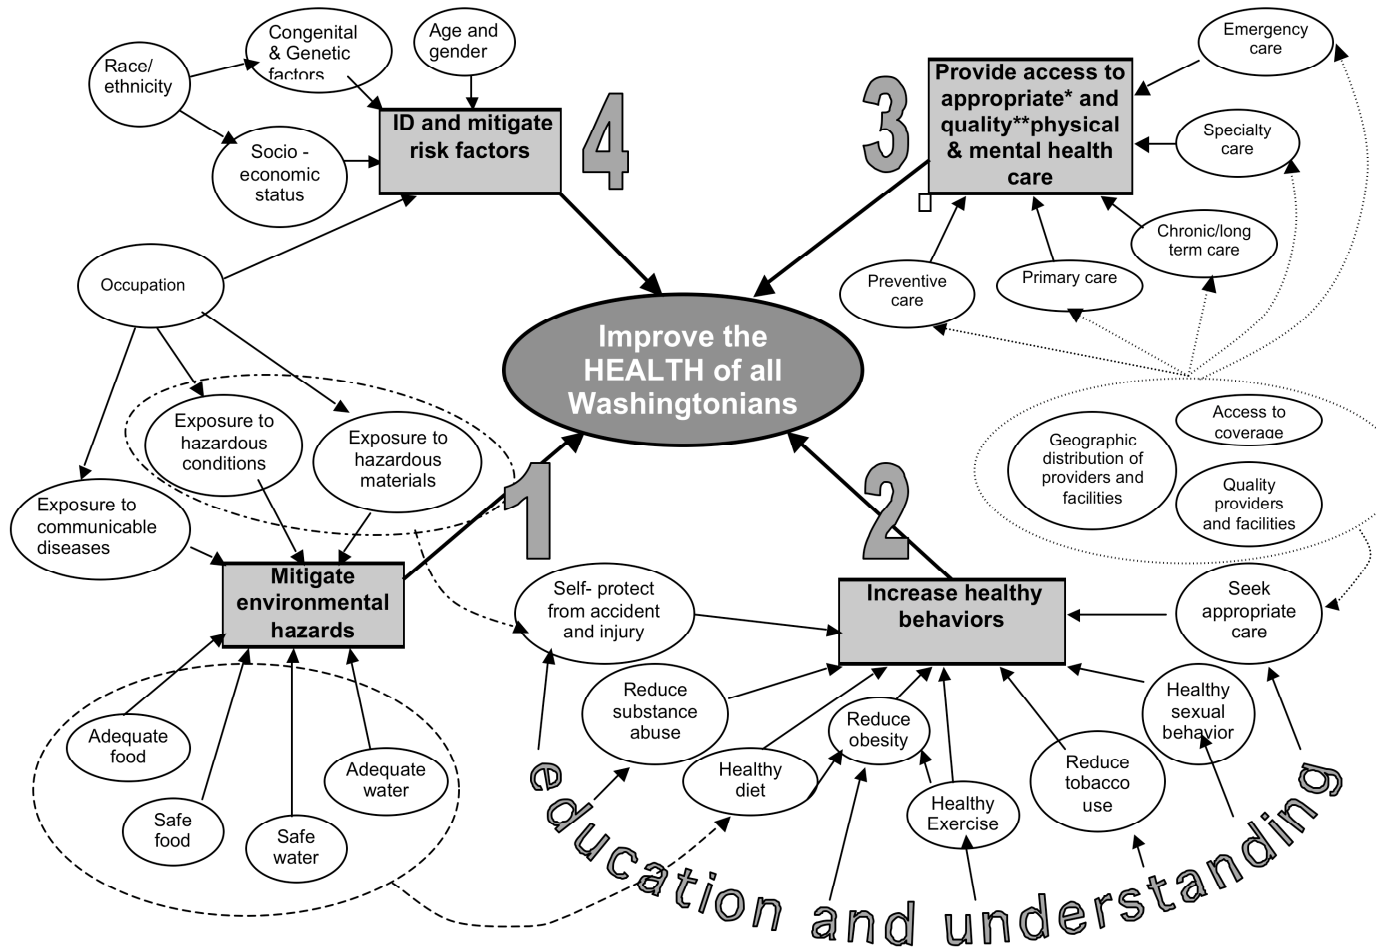 Race/
ethnicity
Congenital
& Genetic
factors
Age and
gender
Socio -
economic
status
ID and mitigate
risk factors
4
3
Provide access to
appropriate* and
quality**physical
& mental health
care
Emergency
care
Specialty
care
Chronic/long
term care
Primary care
Preventive
care
Occupation
Improve the
HEALTH of all
Washingtonians
Exposure to
hazardous
conditions
Exposure to
hazardous
materials
Exposure to
communicable
diseases
Geographic
distribution of
providers and
facilities
Access to
coverage
Quality
providers
and facilities
1
2
Mitigate
environmental
hazards
Self- protect
from accident
and injury
Increase healthy
behaviors
Seek
appropriate
care
Adequate
food
Safe
food
Safe
water
Adequate
water
Reduce
substance
abuse
Healthy
diet
Reduce
obesity
Healthy
Exercise
Reduce
tobacco
use
Healthy
sexual
behavior
education and understanding